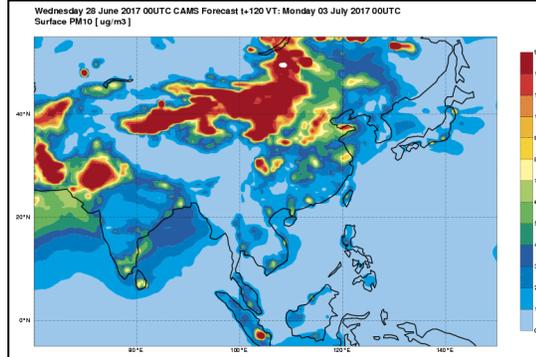 Wednesday 28 June 2017 00UTC CAMS Forecast t+120 VT: Monday 03 July 2017 00UTC
Surface PM10 [ ug/m3 ]
40°N
20°N
0°N
80°E
100°E
120°E
140°E